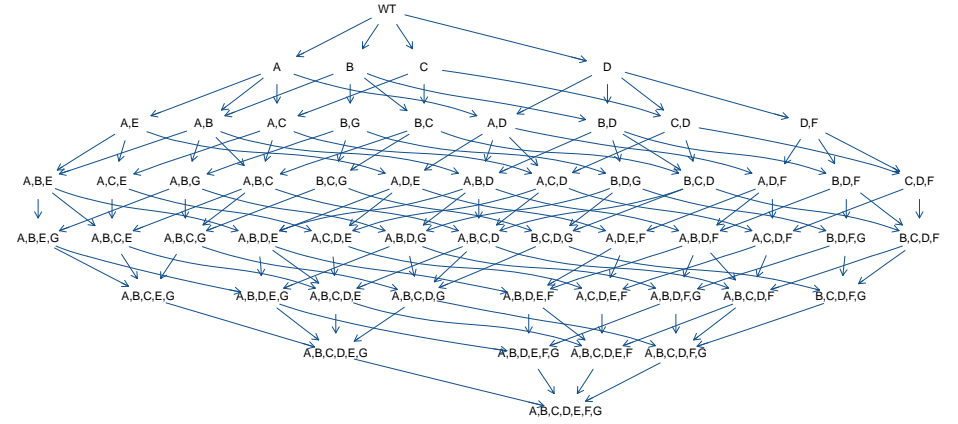 WT
A B C D
A,E A,B A,C B,G B,C A,D B,D C,D D,F
A,B,E A,C,E A,B,G A,B,C B,C,G A,D,E A,B,D A,C,D B,D,G B,C,D A,D,F B,D,F C,D,F
A,B,E,G A,B,C,E A,B,C,G A,B,D,E A,C,D,E A,B,D,G A,B,C,D B,C,D,G A,D,E,F A,B,D,F A,C,D,F B,D,F,G B,C,D,F
A,B,C,E,G A,B,D,E,G A,B,C,D,E A,B,C,D,G A,B,D,E,F A,C,D,E,F A,B,D,F,G A,B,C,D,F B,C,D,F,G
A,B,C,D,E,G A,B,D,E,F,G A,B,C,D,E,F A,B,C,D,F,G
A,B,C,D,E,F,G